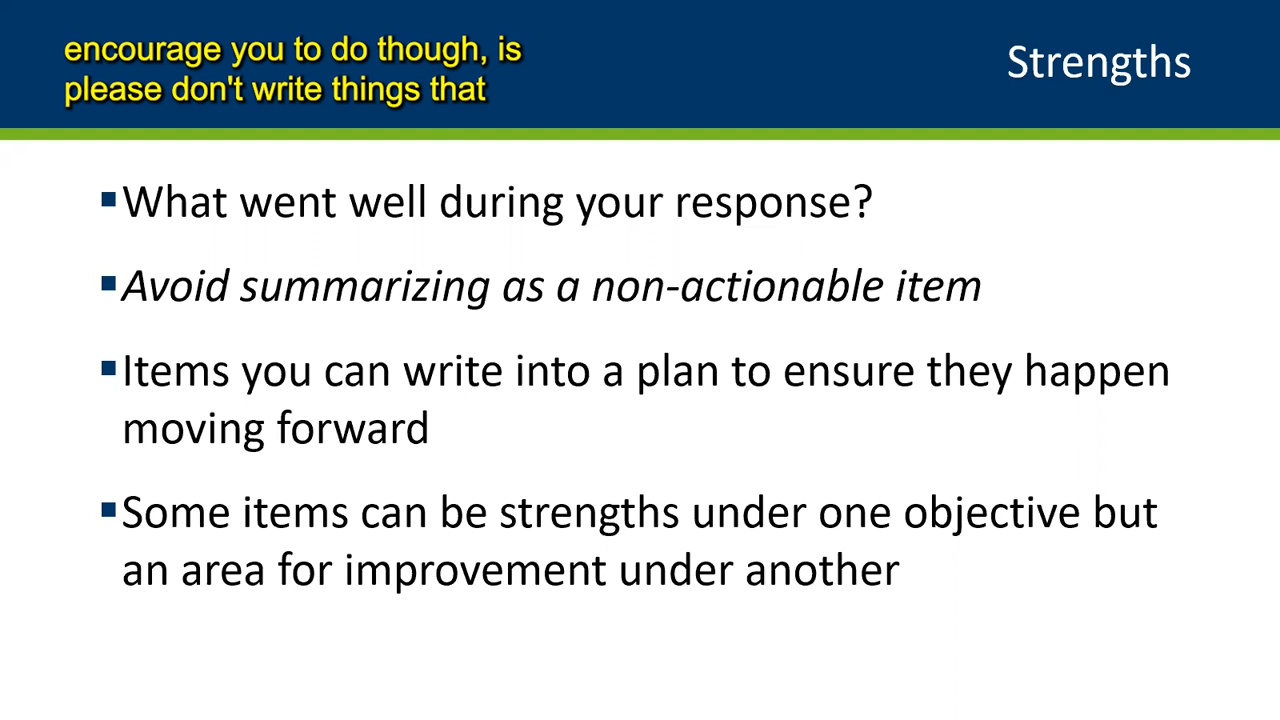 encourage you to do though, is
please don't write things that
Strengths
▪What went well during your response?
▪Avoid summarizing as a non-actionable item
▪Items you can write into a plan to ensure they happen
moving forward
▪Some items can be strengths under one objective but
an area for improvement under another